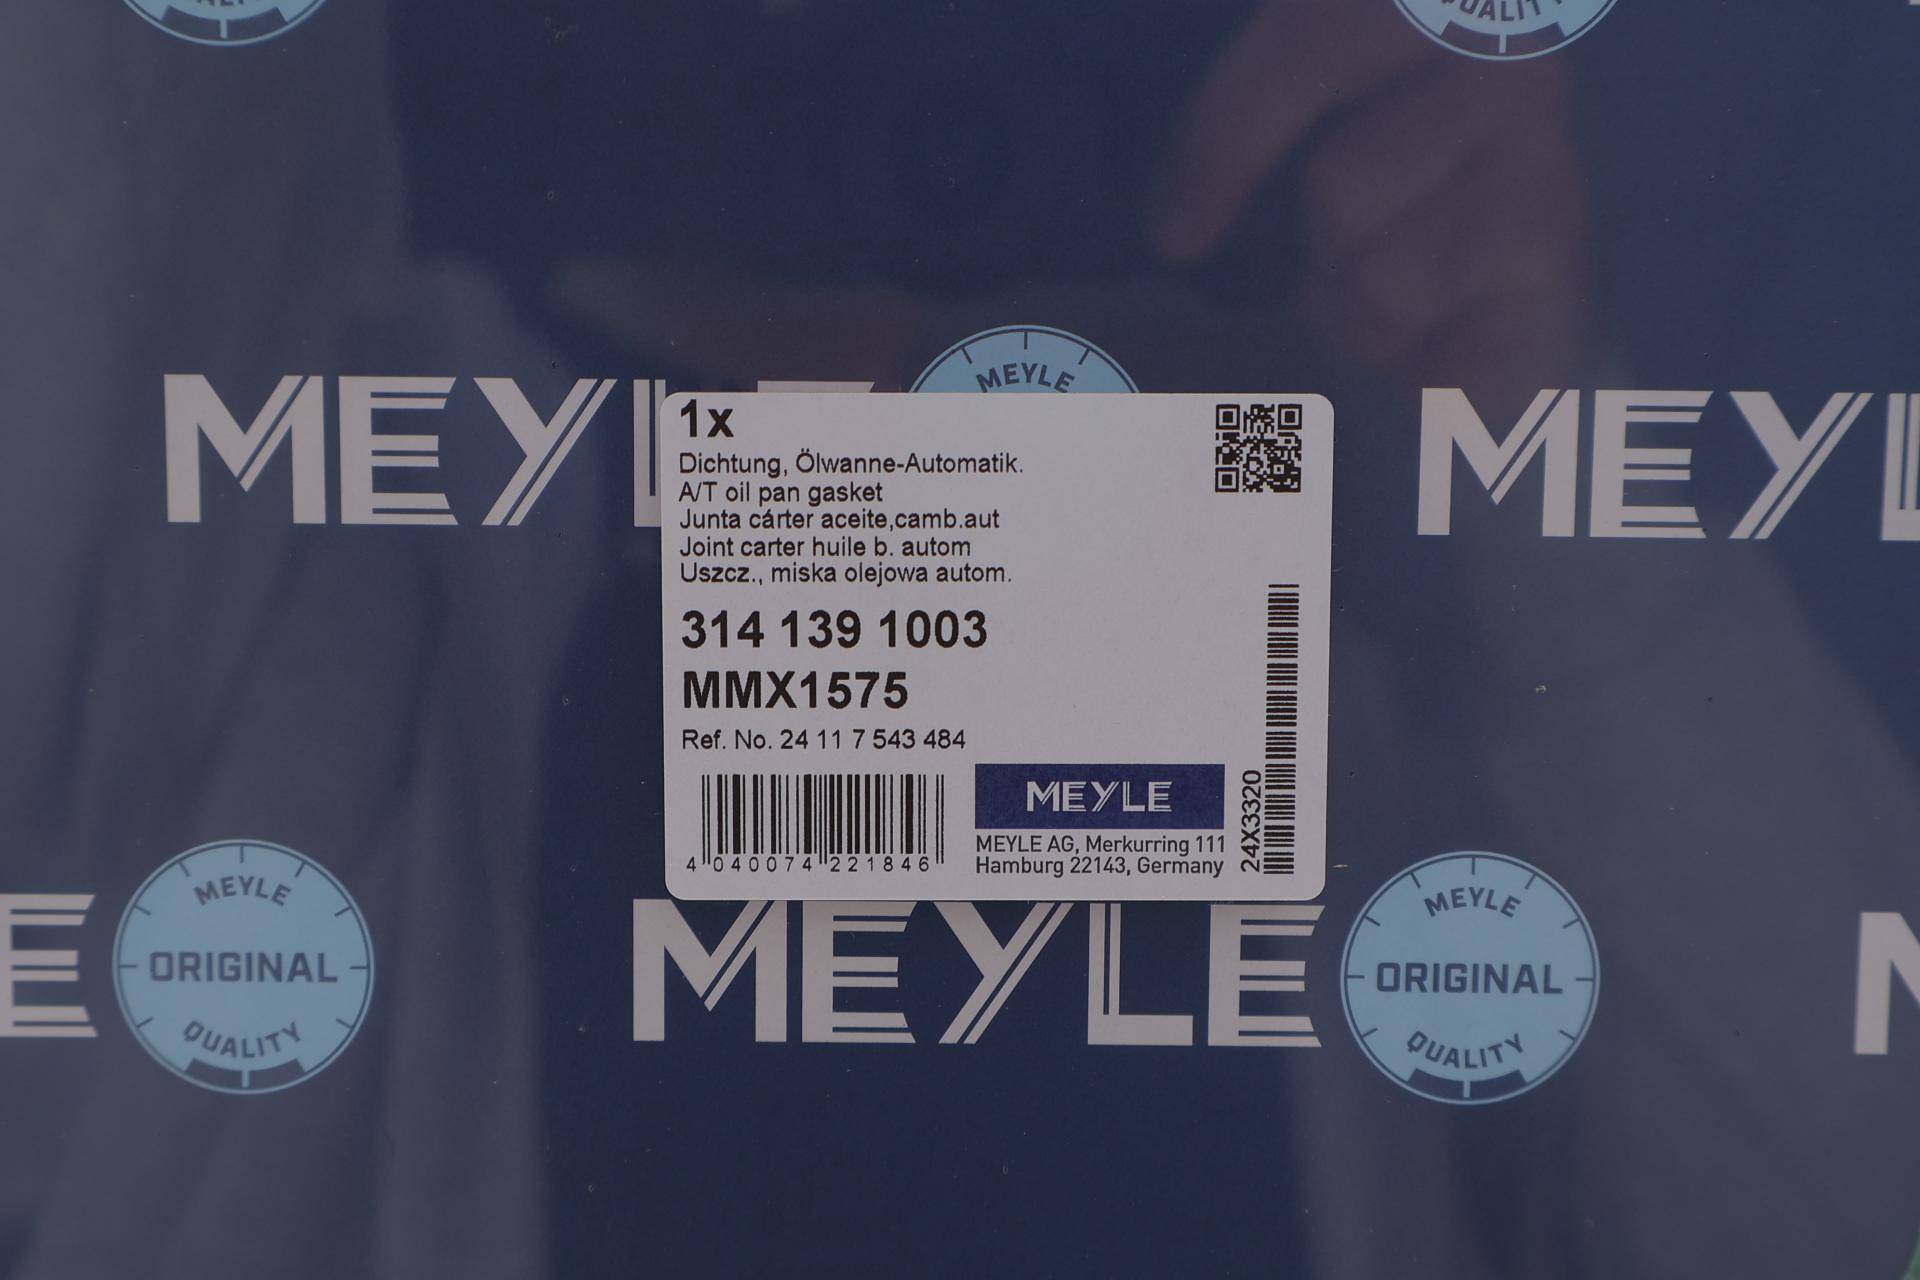 QUALITY
MEYLE
MEYLE
MEY
1x
Dichtung, Ölwanne-Automatik.
A/T oil pan gasket
Junta cárter aceite,camb.aut
Joint carter huile b. autom
Uszcz., miska olejowa autom.
314 139 1003
MMX1575
Ref. No. 24 11 7 543 484
4 040074 221846
MEYLE
MEYLE AG, Merkurring 111
Hamburg 22143, Germany
24X3320
E
MEYLE
ORIGINAL
QUALITY
MEYLE
MEYLE
ORIGINAL
QUALITY